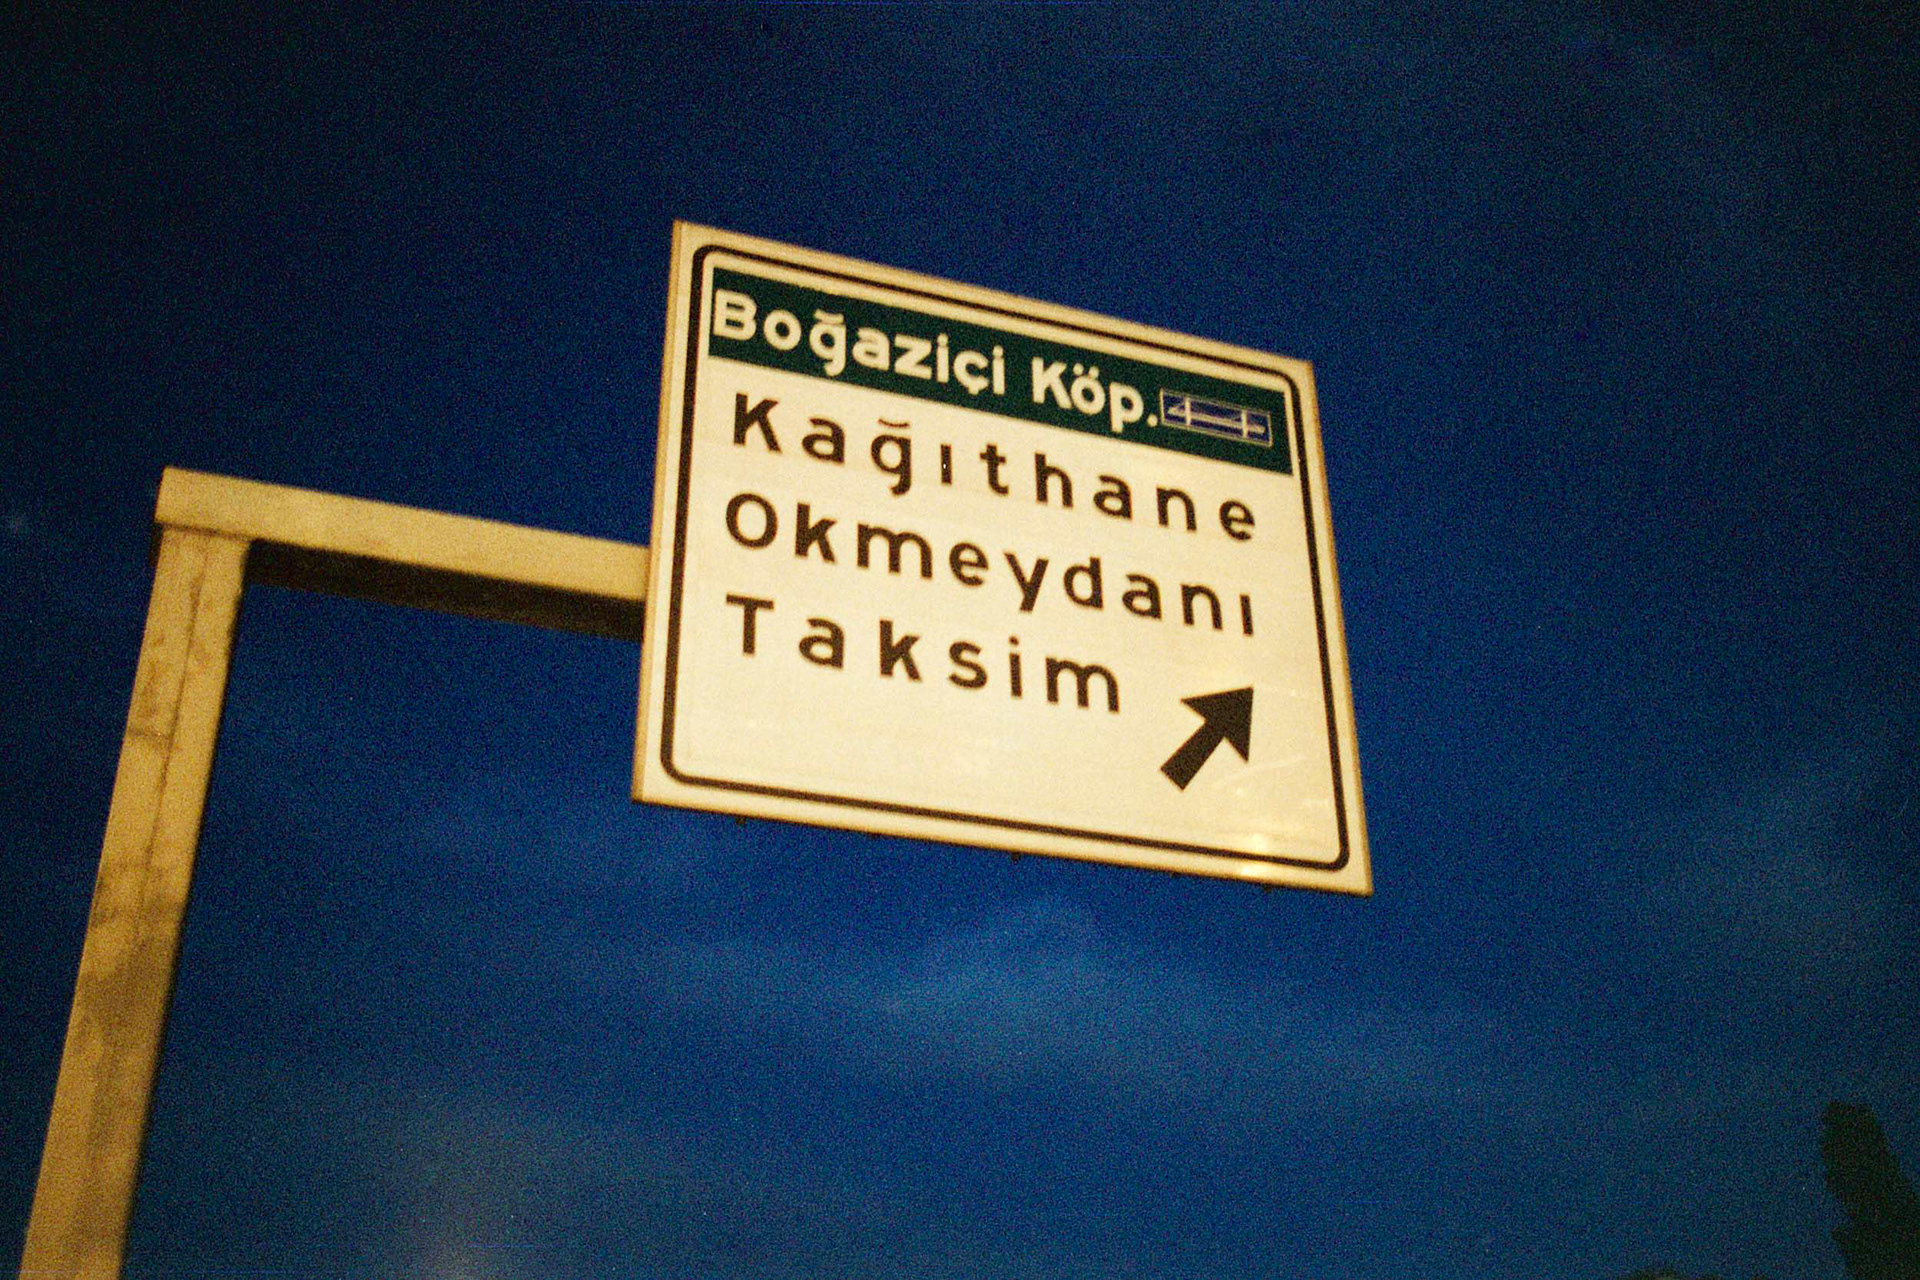 Boğaziçi Köp.
Kağıthane
Okmeydanı
Taksim